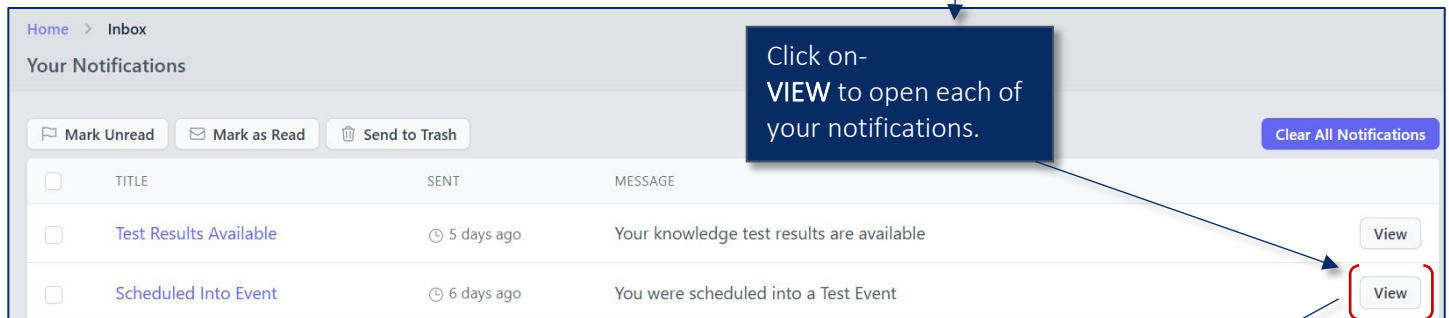 Home > Inbox
Your Notifications
Click on-
VIEW to open each of
your notifications.
Mark Unread Mark as Read Send to Trash Clear All Notifications
TITLE SENT MESSAGE
Test Results Available 5 days ago Your knowledge test results are available View
Scheduled Into Event 6 days ago You were scheduled into a Test Event View